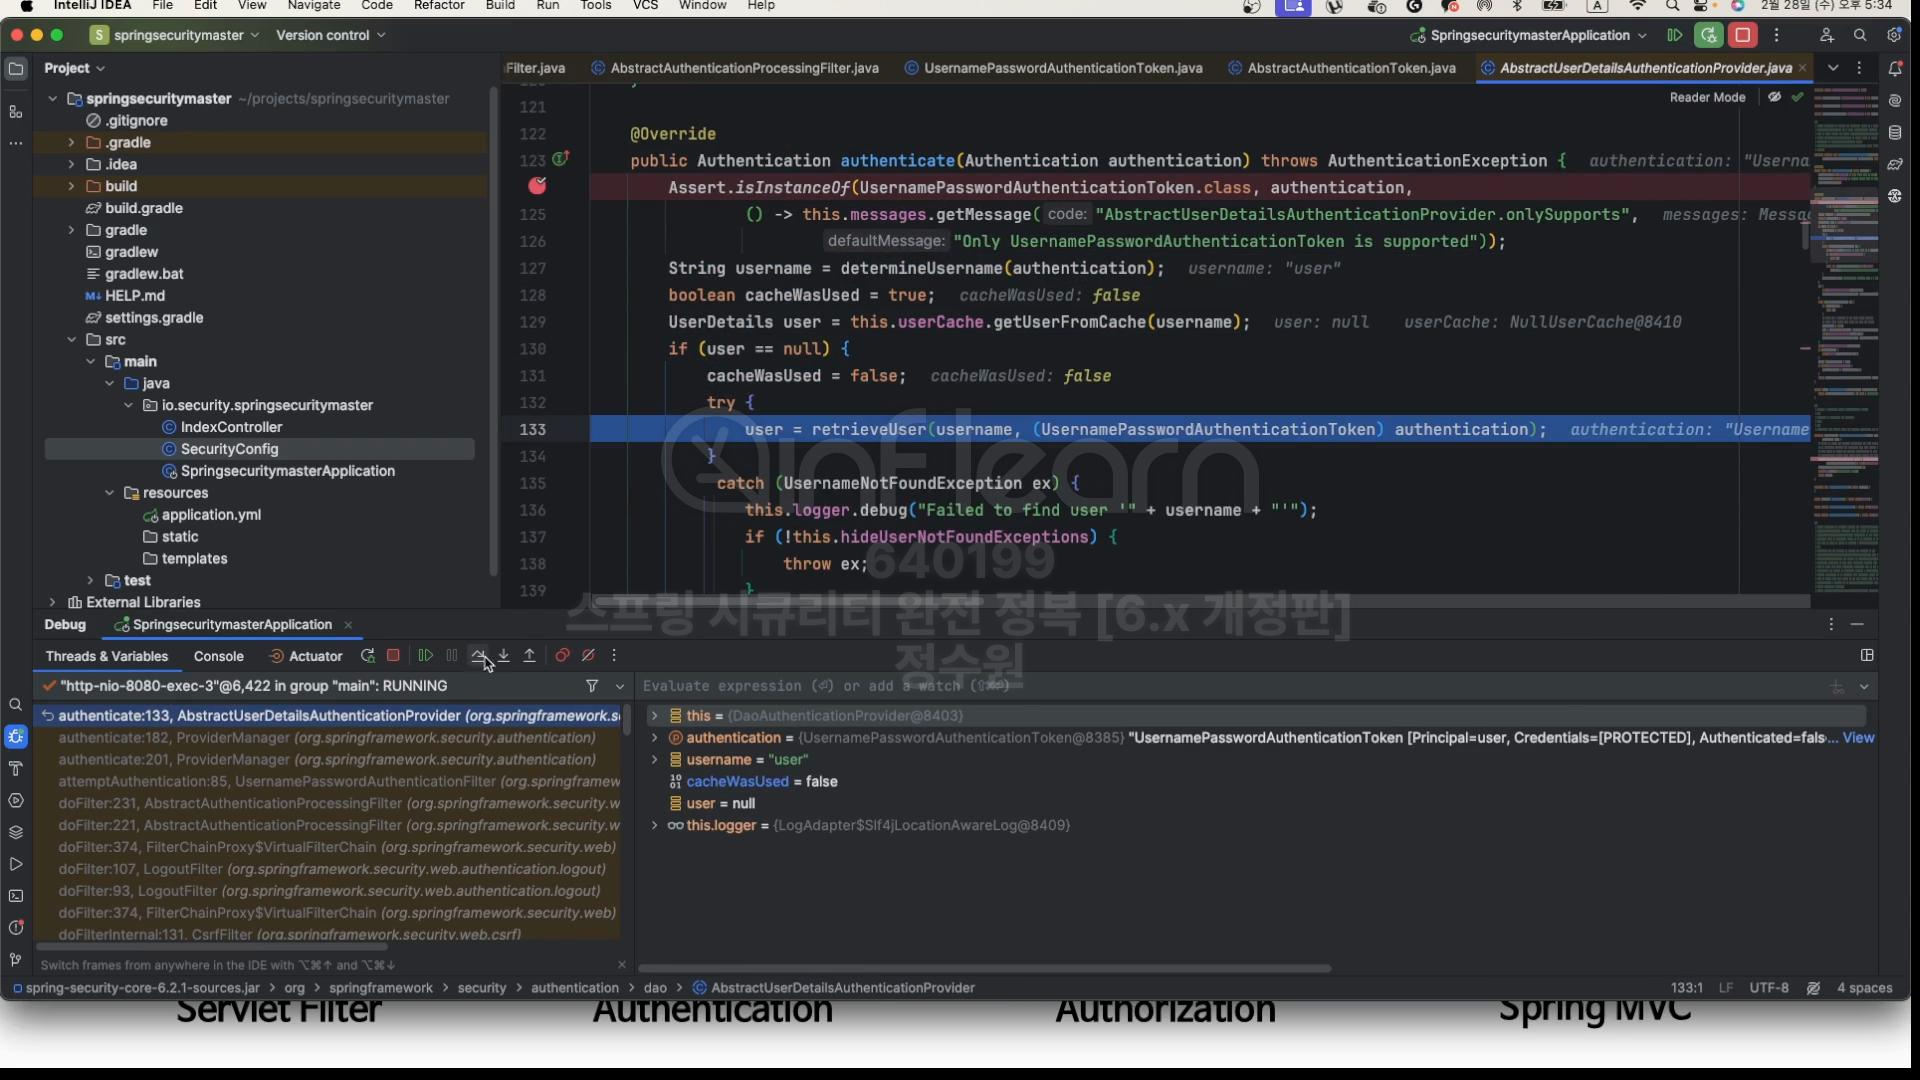 IntelliJ IDEA File Edit View Navigate Code Refactor Build Run Tools VCS Window Help
A 2월 28일 (수) 오후 5:34
S springsecuritymaster Version control
SpringsecuritymasterApplication
Project
Filter.java AbstractAuthenticationProcessingFilter.java UsernamePasswordAuthenticationToken.java AbstractAuthenticationToken.java AbstractUserDetailsAuthenticationProvider.java
Reader Mode
springsecuritymaster ~/projects/springsecuritymaster
.gitignore
.gradle
.idea
build
build.gradle
gradle
gradlew
gradlew.bat
M↓ HELP.md
settings.gradle
src
main
java
io.security.springsecuritymaster
IndexController
SecurityConfig
SpringsecuritymasterApplication
resources
application.yml
static
templates
test
External Libraries
121
122 @Override
123 public Authentication authenticate(Authentication authentication) throws AuthenticationException { authentication: "Userna
Assert.isInstanceOf(UsernamePasswordAuthenticationToken.class, authentication,
125 () -> this.messages.getMessage( code: "AbstractUserDetailsAuthenticationProvider.onlySupports", messages: Messag
126 defaultMessage: "Only UsernamePasswordAuthenticationToken is supported"));
127 String username = determineUsername(authentication); username: "user"
128 boolean cacheWasUsed = true; cacheWasUsed: false
129 UserDetails user = this.userCache.getUserFromCache(username); user: null userCache: NullUserCache@8410
130 if (user == null) {
131 cacheWasUsed = false; cacheWasUsed: false
132 try {
133 user = retrieveUser(username, (UsernamePasswordAuthenticationToken) authentication); authentication: "Username
134 }
135 catch (UsernameNotFoundException ex) {
136 this.logger.debug("Failed to find user '" + username + "'");
137 if (!this.hideUserNotFoundExceptions) {
138 throw ex;
139 }
inflearn
640199
스프링 시큐리티 완전 정복 [6.x 개정판]
정수원
Debug SpringsecuritymasterApplication
Threads & Variables Console Actuator
"http-nio-8080-exec-3"@6,422 in group "main": RUNNING
authenticate:133, AbstractUserDetailsAuthenticationProvider (org.springframework.s
authenticate:182, ProviderManager (org.springframework.security.authentication)
authenticate:201, ProviderManager (org.springframework.security.authentication)
attemptAuthentication:85, UsernamePasswordAuthenticationFilter (org.springframew
doFilter:231, AbstractAuthenticationProcessingFilter (org.springframework.security.w
doFilter:221, AbstractAuthenticationProcessingFilter (org.springframework.security.w
doFilter:374, FilterChainProxy$VirtualFilterChain (org.springframework.security.web)
doFilter:107, LogoutFilter (org.springframework.security.web.authentication.logout)
doFilter:93, LogoutFilter (org.springframework.security.web.authentication.logout)
doFilter:374, FilterChainProxy$VirtualFilterChain (org.springframework.security.web)
doFilterInternal:131, CsrfFilter (org.springframework.security.web.csrf)
Switch frames from anywhere in the IDE with ⌥⌘↑ and ⌥⌘↓
Evaluate expression (⏎) or add a watch (⇧⌘⏎)
this = {DaoAuthenticationProvider@8403}
authentication = {UsernamePasswordAuthenticationToken@8385} "UsernamePasswordAuthenticationToken [Principal=user, Credentials=[PROTECTED], Authenticated=fals... View
username = "user"
cacheWasUsed = false
user = null
this.logger = {LogAdapter$Slf4jLocationAwareLog@8409}
spring-security-core-6.2.1-sources.jar > org > springframework > security > authentication > dao > AbstractUserDetailsAuthenticationProvider
133:1 LF UTF-8 4 spaces
Servlet Filter Authentication Authorization Spring MVC